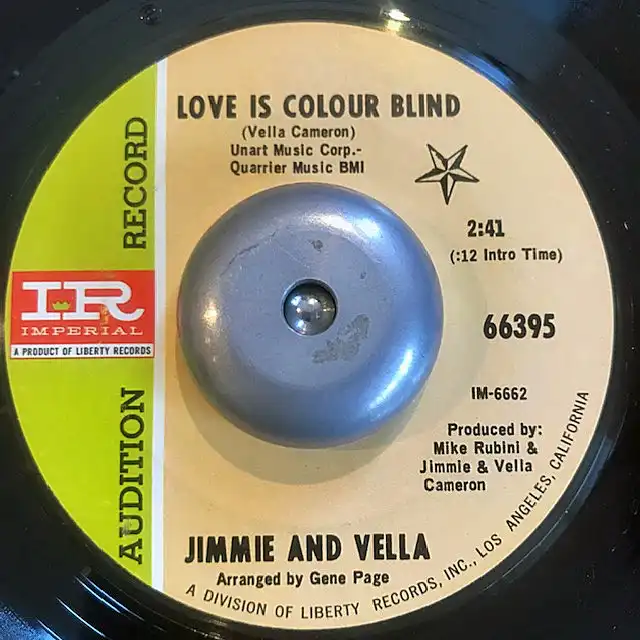 LOVE IS COLOUR BLIND
(Vella Cameron)
Unart Music Corp.-
Quarrier Music BMI
2:41
(:12 Intro Time)
RECORD
IR
IMPERIAL
A PRODUCT OF LIBERTY RECORDS
66395
IM-6662
AUDITION
Produced by:
Mike Rubini &
Jimmie & Vella
Cameron
JIMMIE AND VELLA
Arranged by Gene Page
A DIVISION OF LIBERTY RECORDS, INC., LOS ANGELES, CALIFORNIA